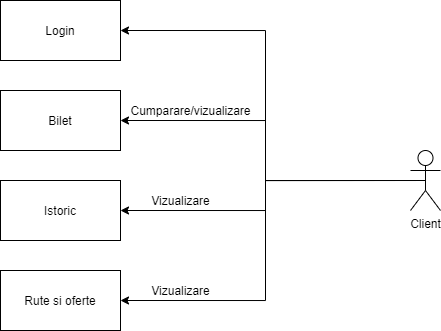 Login
Cumparare/vizualizare
Bilet
Vizualizare
Istoric
Client
Vizualizare
Rute si oferte